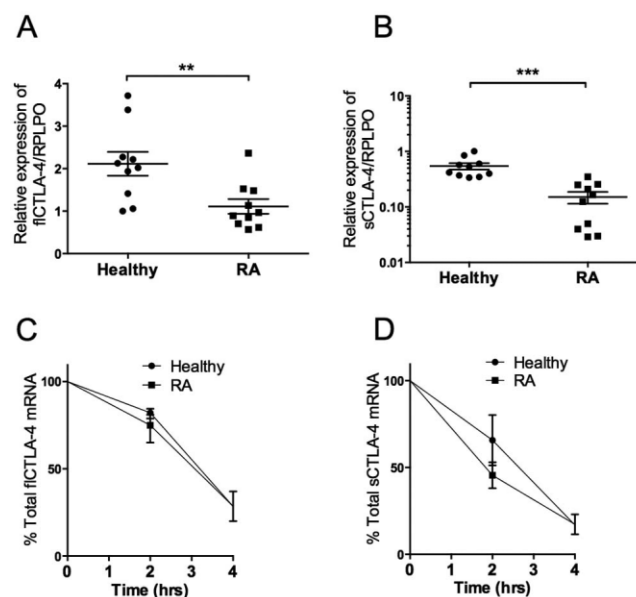 A
**
Relative expression of
flCTLA-4/RPLPO
4
3
2
1
0
Healthy
RA
B
***
Relative expression of
sCTLA-4/RPLPO
10
1
0.10
0.01
Healthy
RA
C
Healthy
RA
% Total flCTLA-4 mRNA
100
50
0
0
1
2
3
4
Time (hrs)
D
Healthy
RA
% Total sCTLA-4 mRNA
100
50
0
0
1
2
3
4
Time (hrs)